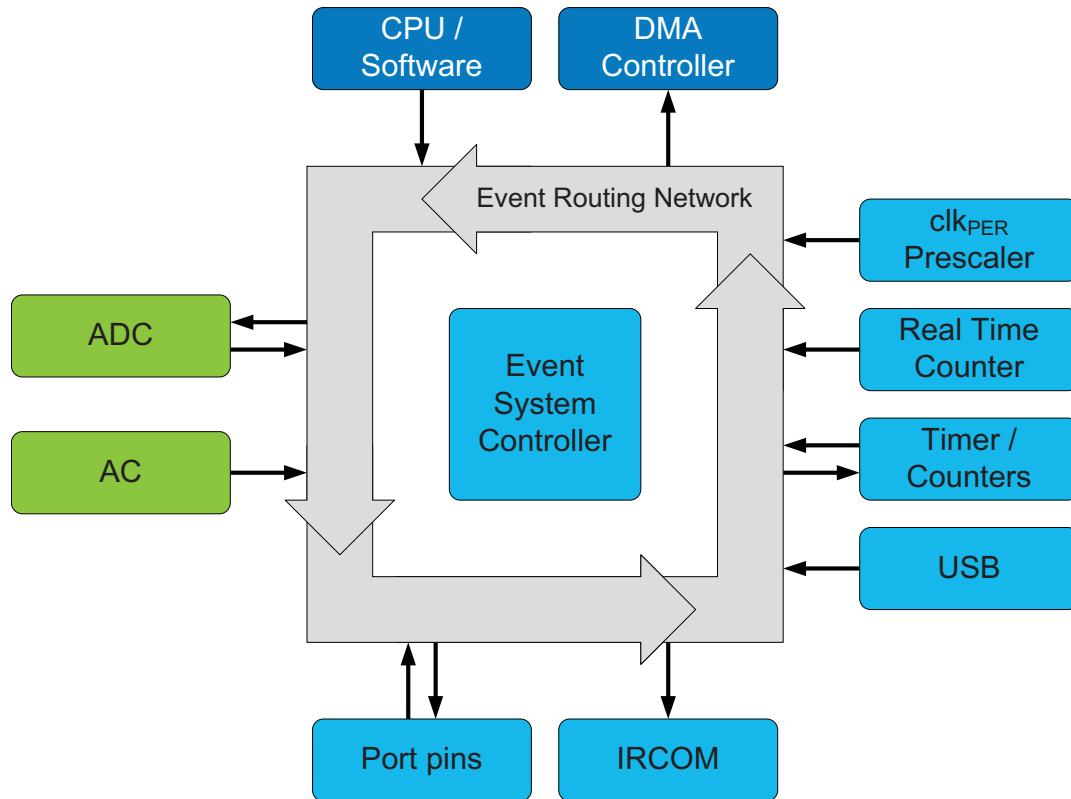 CPU /
Software
DMA
Controller
Event Routing Network
clkPER
Prescaler
ADC
Event
System
Controller
Real Time
Counter
AC
Timer /
Counters
USB
Port pins
IRCOM